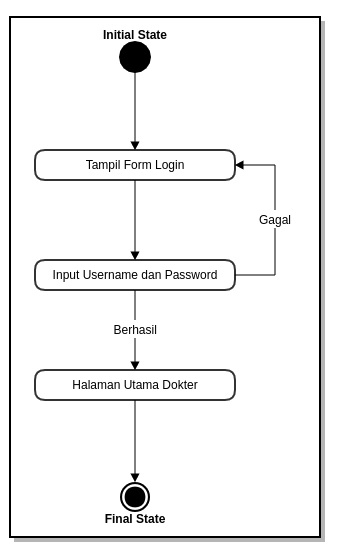 Initial State
Tampil Form Login
Gagal
Input Username dan Password
Berhasil
Halaman Utama Dokter
Final State